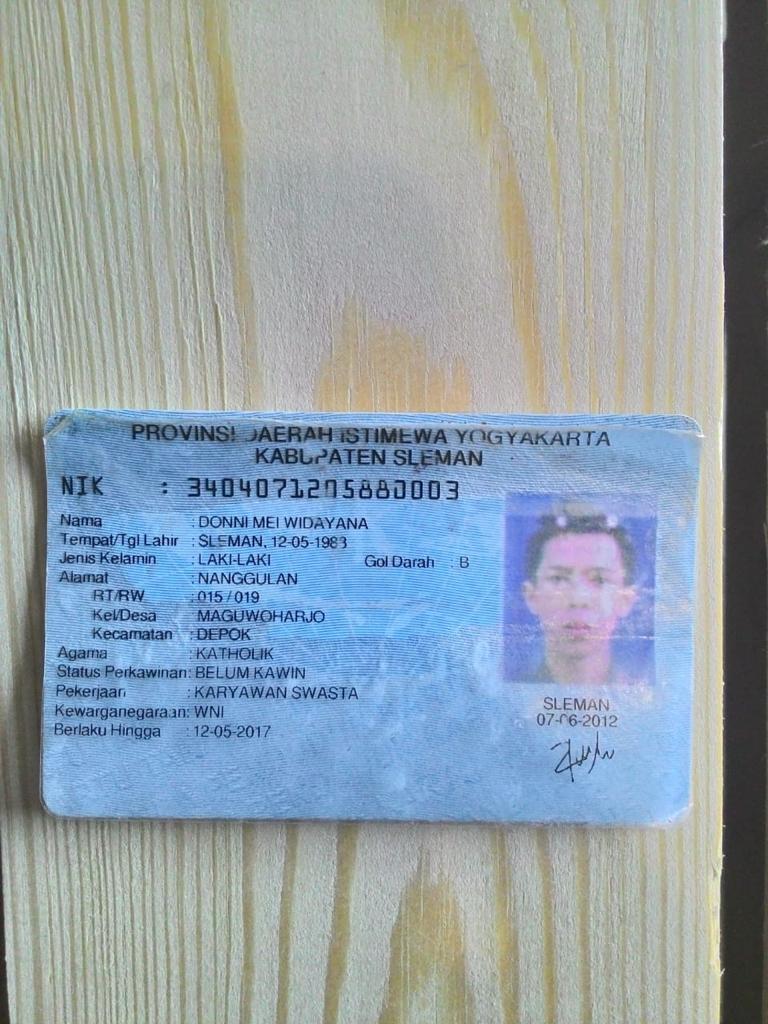 PROVINSI DAERAH ISTIMEWA YOGYAKARTA
KABUPATEN SLEMAN
NIK : 3404071205880003
Nama : DONNI MEI WIDAYANA
Tempat/Tgl Lahir : SLEMAN, 12-05-1988
Jenis Kelamin : LAKI-LAKI Gol Darah : B
Alamat : NANGGULAN
RT/RW : 015 / 019
Kel/Desa : MAGUWOHARJO
Kecamatan : DEPOK
Agama : KATHOLIK
Status Perkawinan: BELUM KAWIN
Pekerjaan : KARYAWAN SWASTA
Kewarganegaraan: WNI
Berlaku Hingga : 12-05-2017
SLEMAN
07-06-2012